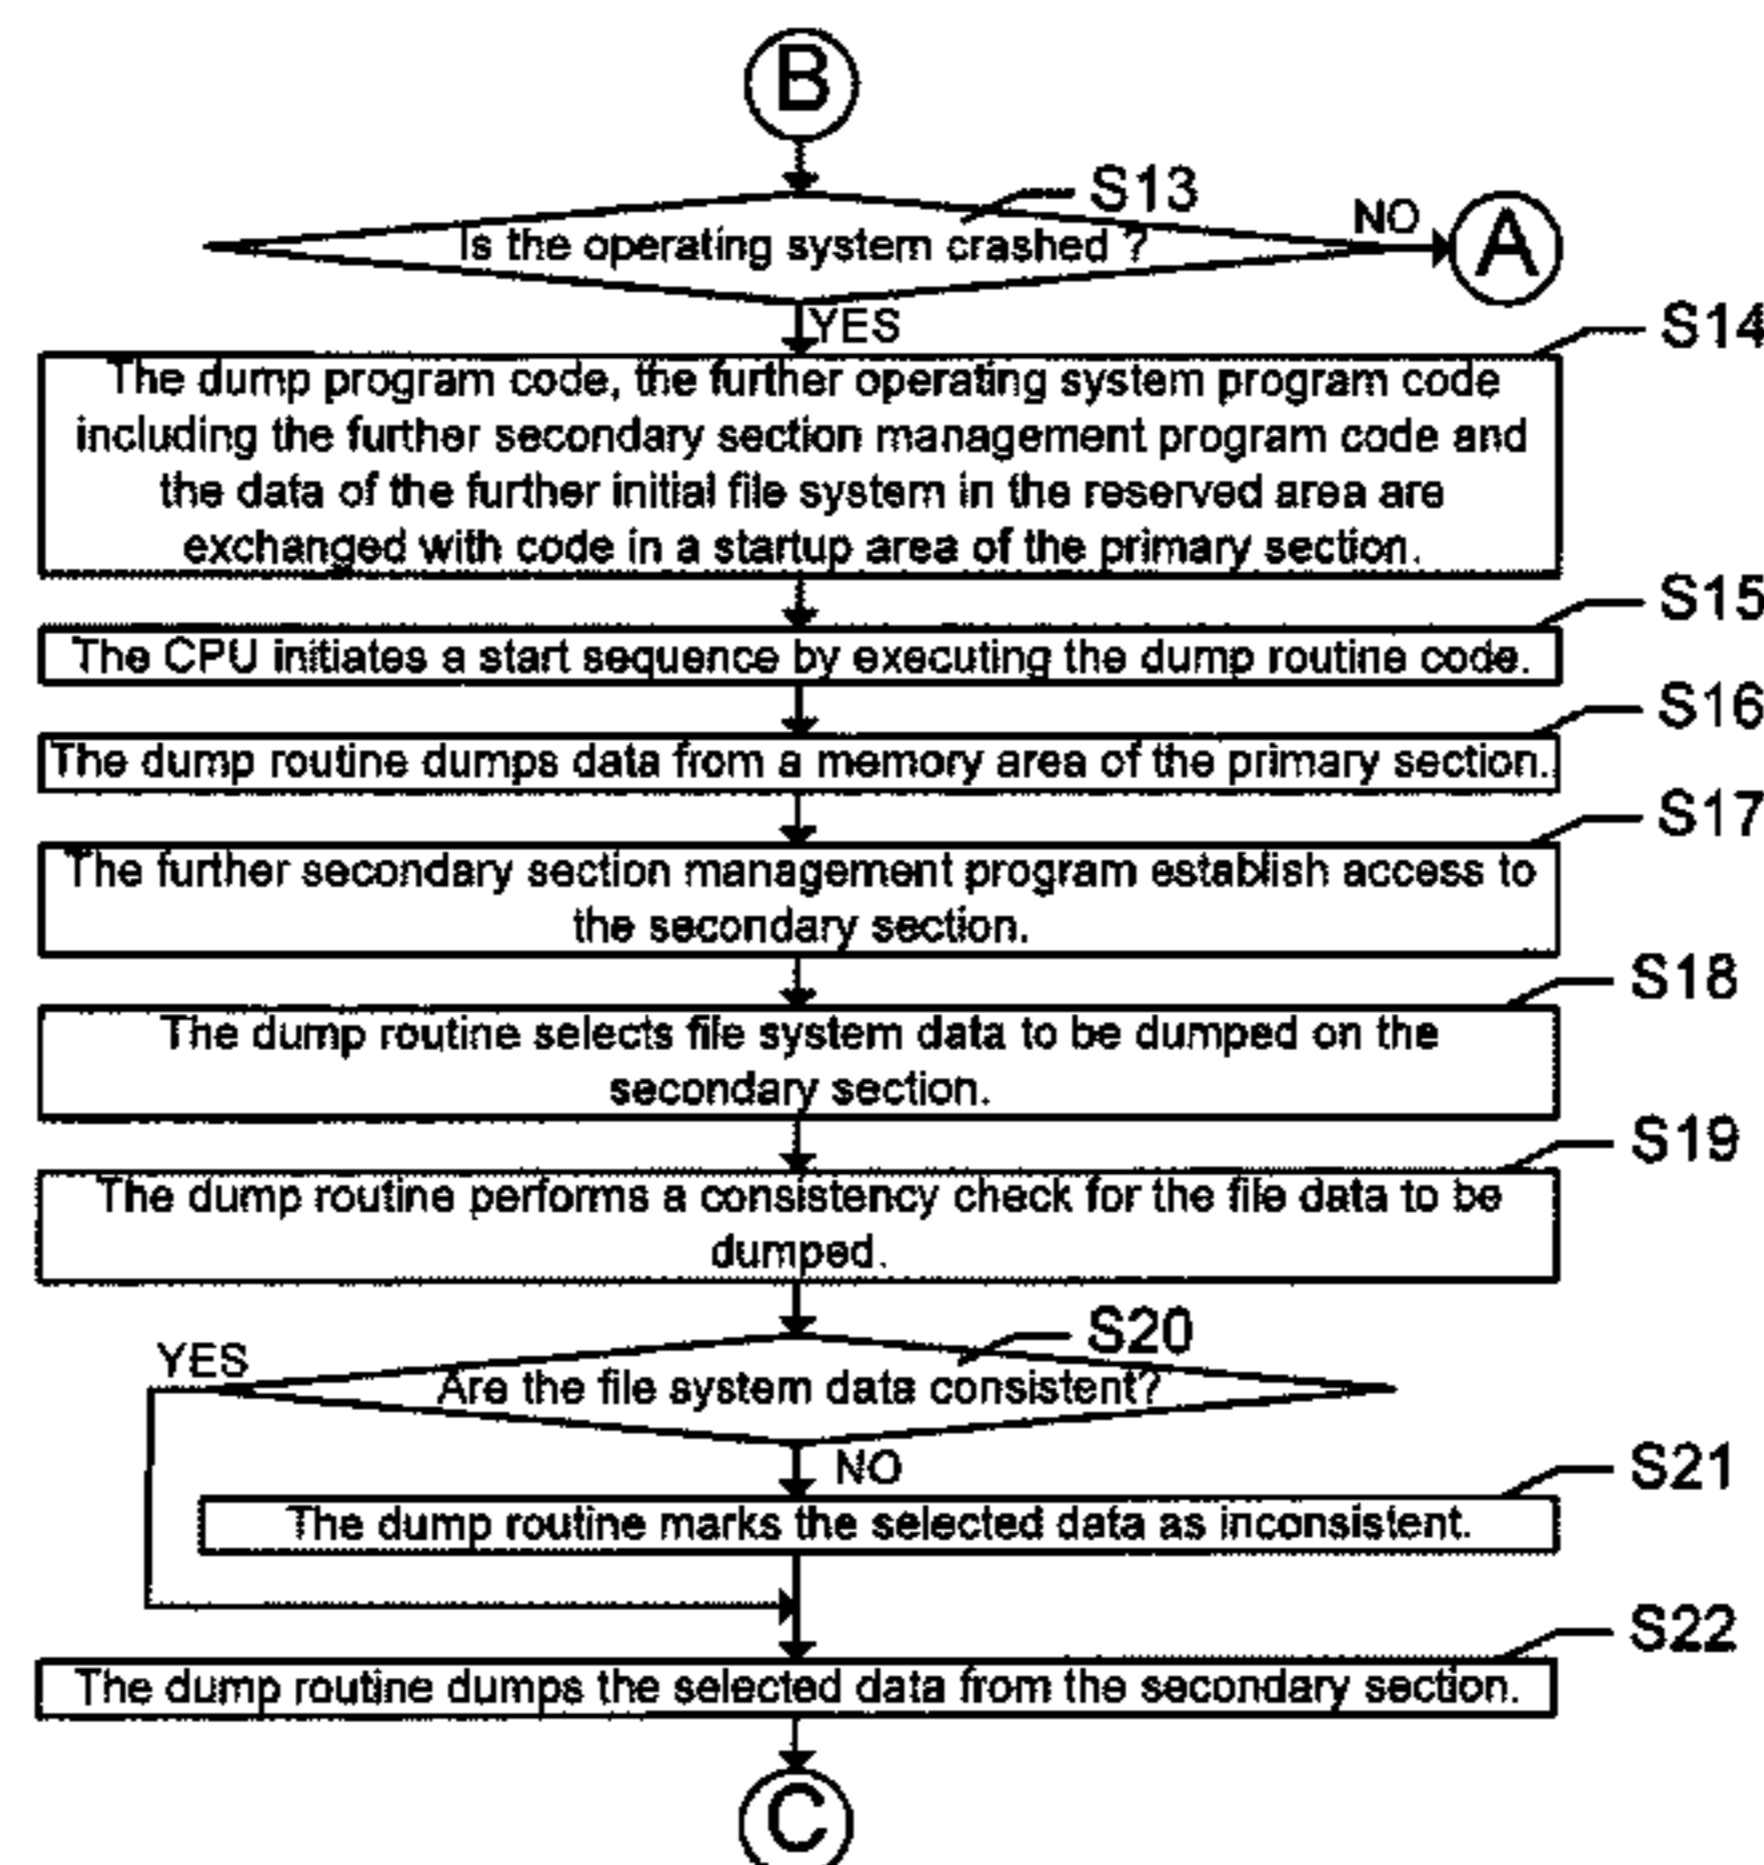 B
S13
Is the operating system crashed ?
NO
A
YES
S14
The dump program code, the further operating system program code
including the further secondary section management program code and
the data of the further initial file system in the reserved area are
exchanged with code in a startup area of the primary section.
S15
The CPU initiates a start sequence by executing the dump routine code.
S16
The dump routine dumps data from a memory area of the primary section.
S17
The further secondary section management program establish access to
the secondary section.
S18
The dump routine selects file system data to be dumped on the
secondary section.
S19
The dump routine performs a consistency check for the file data to be
dumped.
S20
YES
Are the file system data consistent?
NO
S21
The dump routine marks the selected data as inconsistent.
S22
The dump routine dumps the selected data from the secondary section.
C